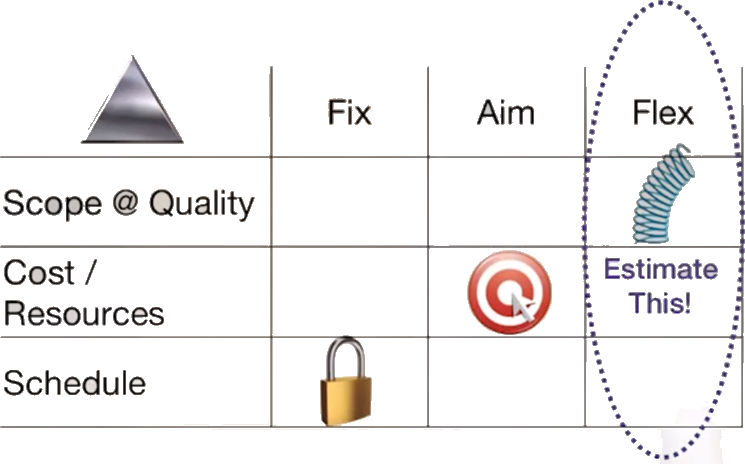 Fix
Aim
Flex
Scope @ Quality
Cost /
Resources
Estimate
This!
Schedule